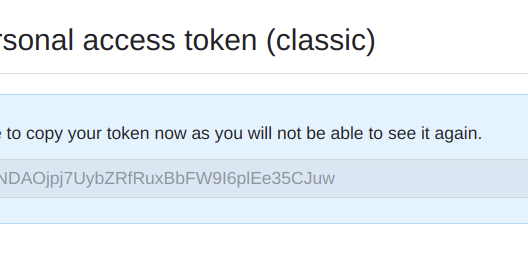 rsonal access token (classic)
to copy your token now as you will not be able to see it again.
NDAOjpj7UybZRfRuxBbFW9I6plEe35CJuw